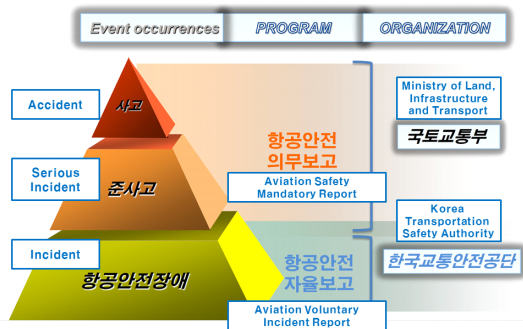 Event occurrences
PROGRAM
ORGANIZATION
Accident
사고
Ministry of Land,
Infrastructure
and Transport
국토교통부
항공안전
의무보고
Serious
Incident
준사고
Aviation Safety
Mandatory Report
Korea
Transportation
Safety Authority
Incident
항공안전장애
항공안전
자율보고
한국교통안전공단
Aviation Voluntary
Incident Report